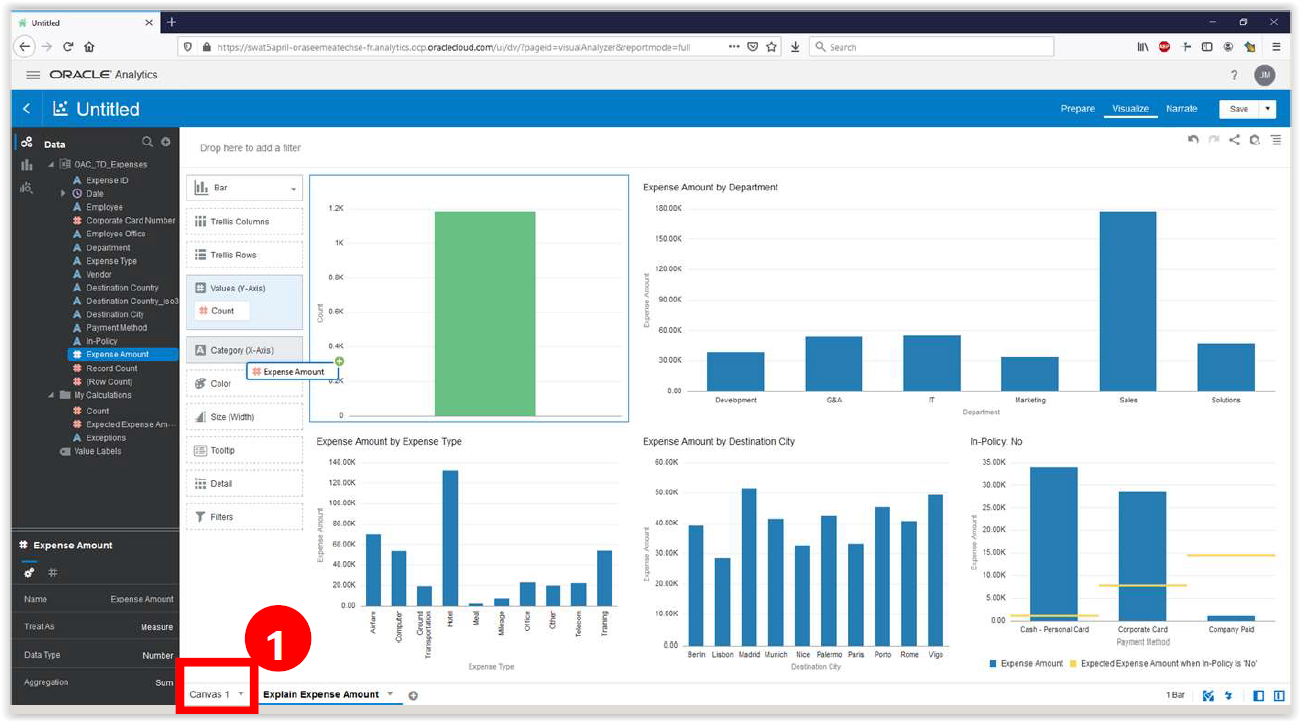 Untitled
https://swat5april-oraseemeatechse-fr.analytics.ocp.oraclecloud.com/ui/dv/?pageid=visualAnalyzer&reportmode=full
Search
ORACLE Analytics
?
JM
Untitled
Prepare
Visualize
Narrate
Save
Data
OAC_TD_Expenses
Expense ID
Date
Employee
Corporate Card Number
Employee Office
Department
Expense Type
Vendor
Destination Country
Destination Country_iso3
Destination City
Payment Method
In-Policy
Expense Amount
Record Count
(Row Count)
My Calculations
Count
Expected Expense Am...
Exceptions
Value Labels
Expense Amount
Name Expense Amount
Treat As Measure
Data Type Number
Aggregation Sum
Drop here to add a filter
Bar
Trellis Columns
Trellis Rows
Values (Y-Axis)
Count
Category (X-Axis)
Expense Amount
Color
Size (Width)
Tooltip
Detail
Filters
1.2K
1K
0.8K
0.6K
0.4K
0.2K
0
Count
Expense Amount by Department
180.00K
150.00K
120.00K
90.00K
60.00K
30.00K
0.00
Expense Amount
Development G&A IT Marketing Sales Solutions
Department
Expense Amount by Expense Type
140.00K
120.00K
100.00K
80.00K
60.00K
40.00K
20.00K
0.00
Expense Amount
Airfare Computer Ground Transportation Hotel Meal Mileage Office Other Telecom Training
Expense Type
Expense Amount by Destination City
60.00K
50.00K
40.00K
30.00K
20.00K
10.00K
0.00
Expense Amount
Berlin Lisbon Madrid Munich Nice Palermo Paris Porto Rome Vigo
Destination City
In-Policy: No
35.00K
30.00K
25.00K
20.00K
15.00K
10.00K
5.00K
0.00
Expense Amount
Cash - Personal Card Corporate Card Company Paid
Payment Method
Expense Amount Expected Expense Amount when In-Policy is 'No'
1
Canvas 1
Explain Expense Amount
1 Bar